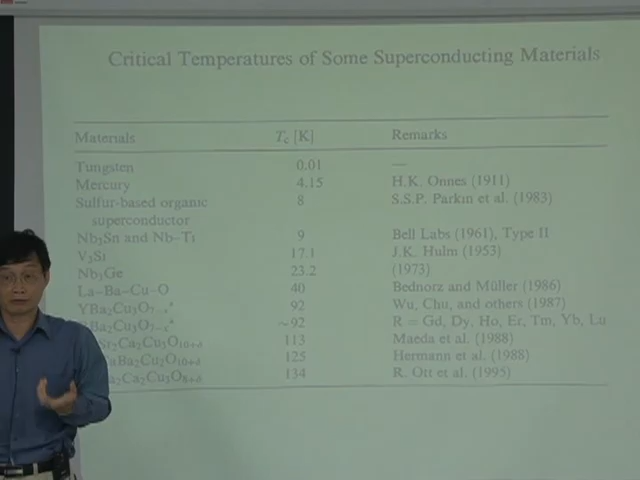 Critical Temperatures of Some Superconducting Materials
Materials Tc [K] Remarks
Tungsten 0.01 —
Mercury 4.15 H.K. Onnes (1911)
Sulfur-based organic 8 S.S.P. Parkin et al. (1983)
superconductor
Nb₃Sn and Nb–Ti 9 Bell Labs (1961), Type II
V₃Si 17.1 J.K. Hulm (1953)
Nb₃Ge 23.2 (1973)
La–Ba–Cu–O 40 Bednorz and Müller (1986)
YBa₂Cu₃O₇₋ₓ* 92 Wu, Chu, and others (1987)
Ba₂Cu₃O₇₋ₓ* ~92 R = Gd, Dy, Ho, Er, Tm, Yb, Lu
Sr₂Ca₂Cu₃O₁₀₊δ 113 Maeda et al. (1988)
aBa₂Cu₂O₁₀₊δ 125 Hermann et al. (1988)
a₂Ca₂Cu₃O₈₊δ 134 R. Ott et al. (1995)